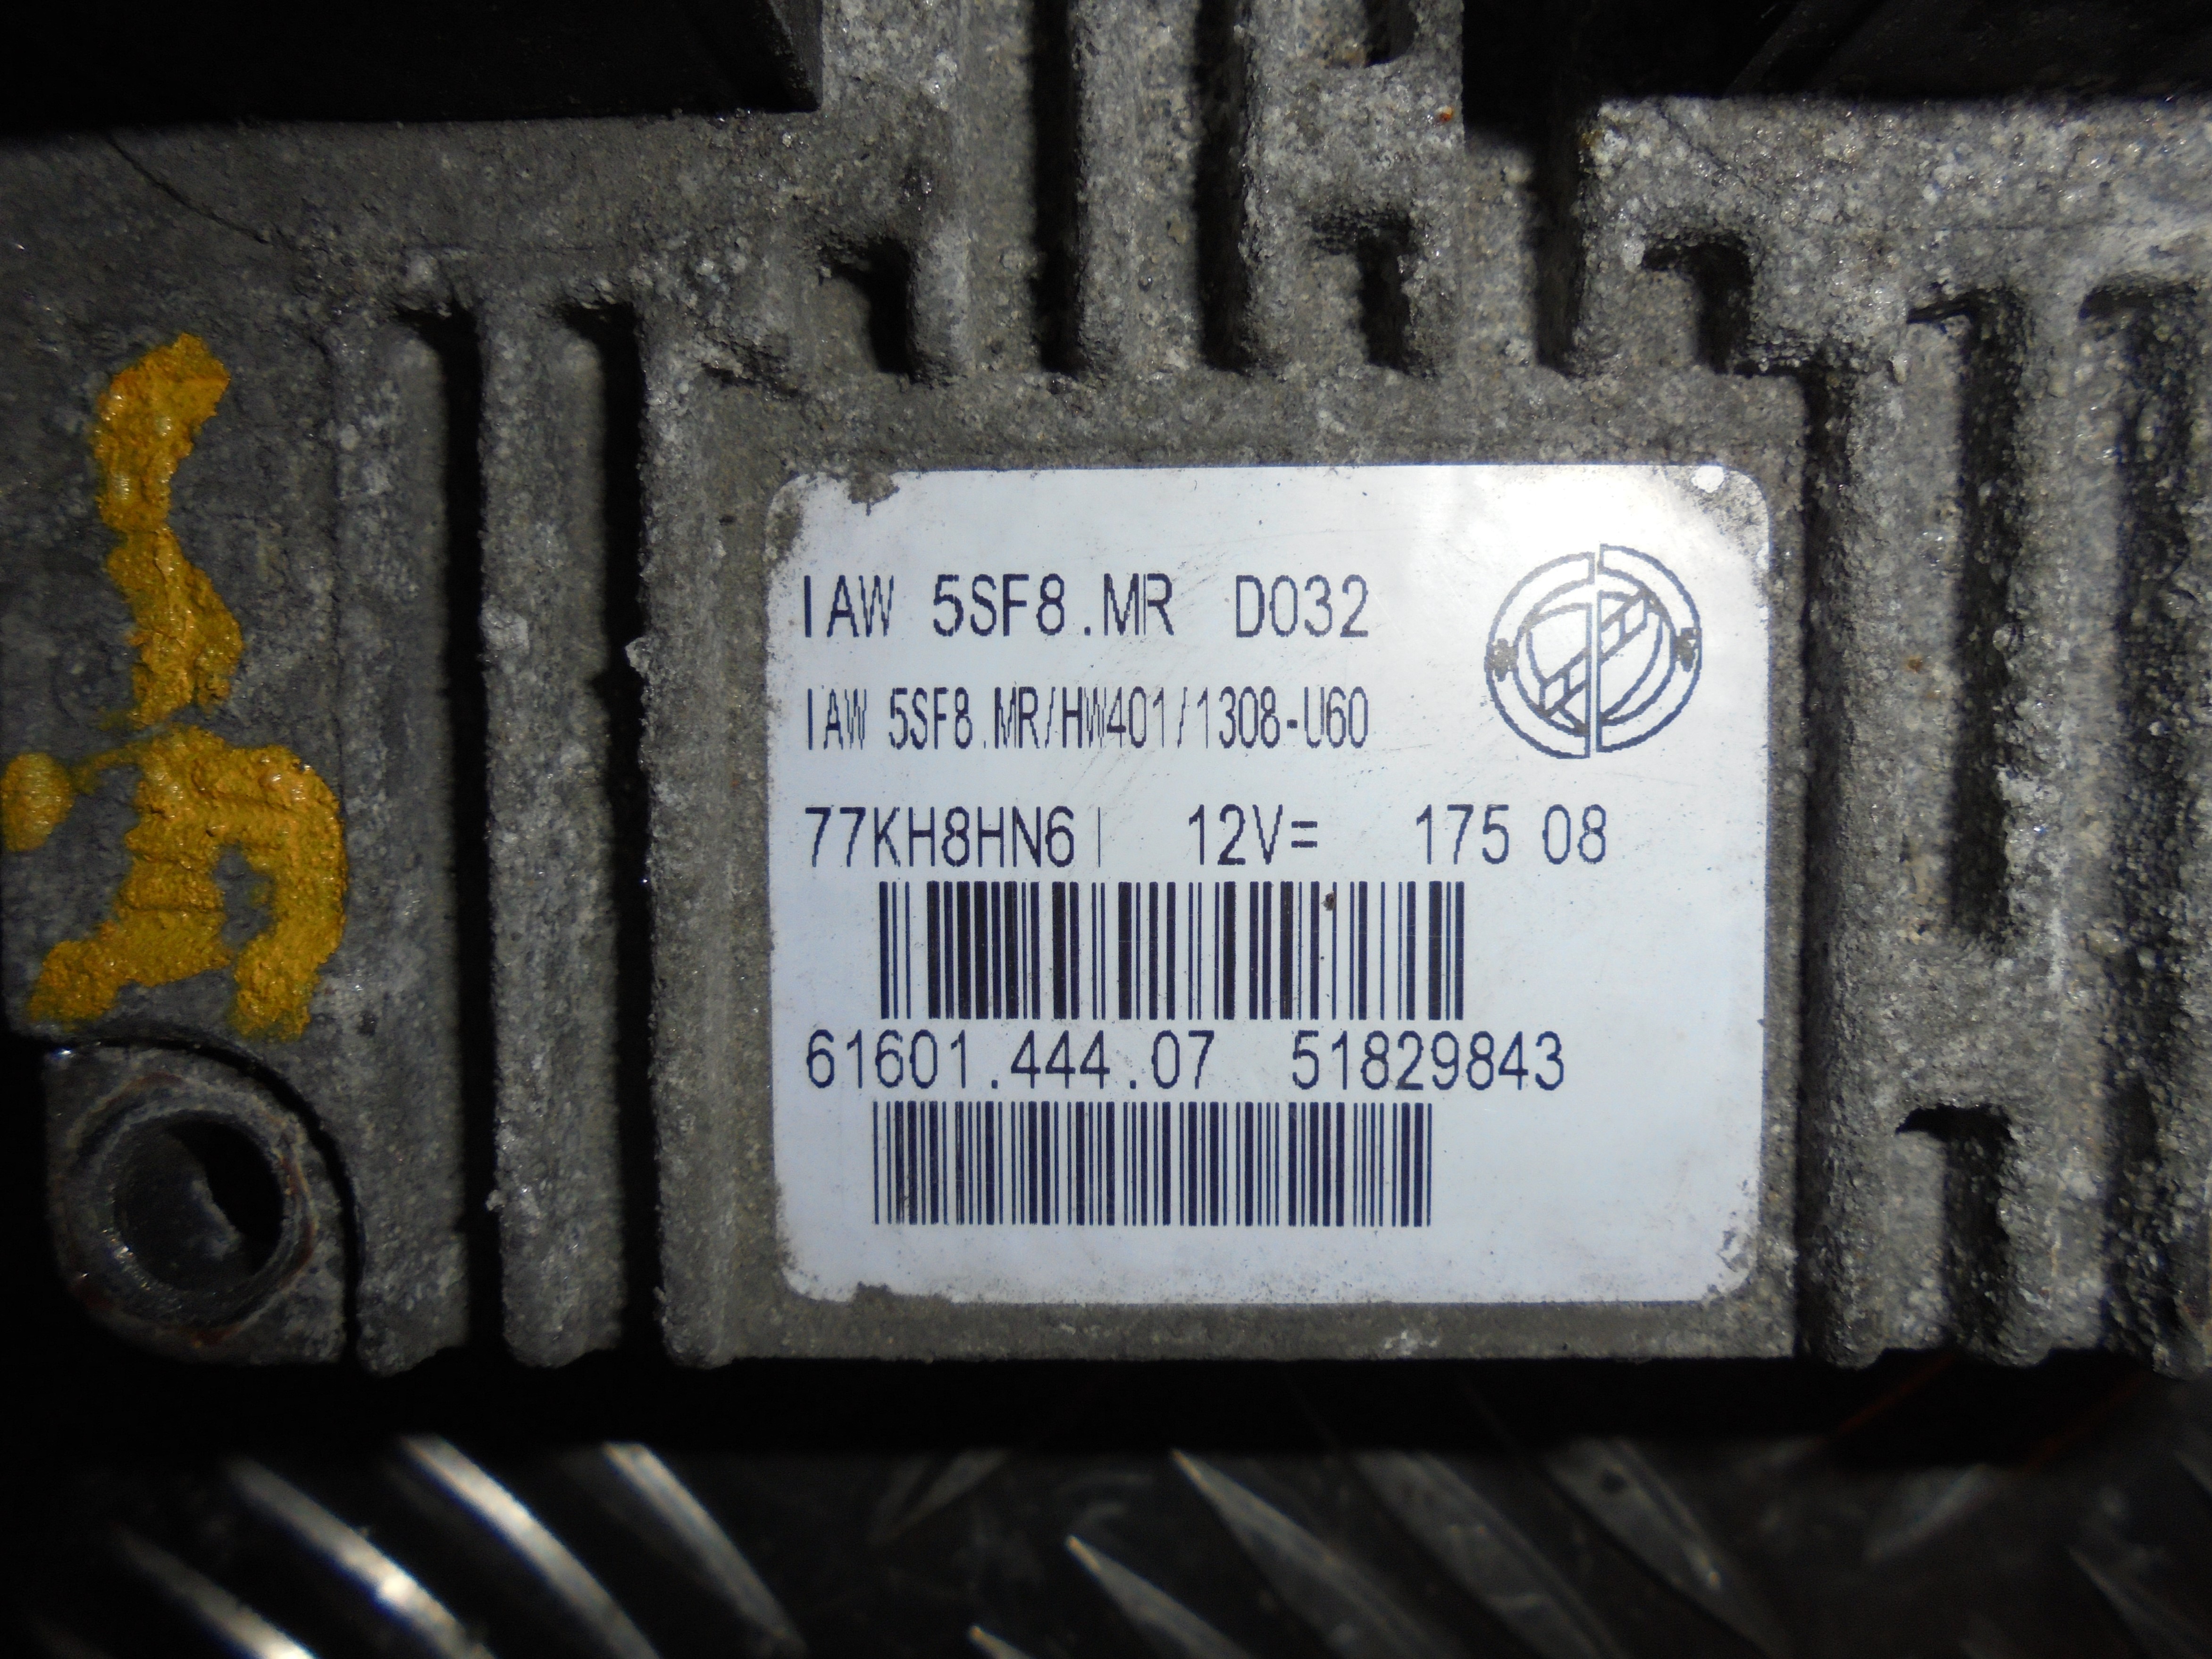 IAW 5SF8.MR D032
IAW 5SF8.MR/HW401/1308-U60
77KH8HN6| 12V= 175 08
61601.444.07 51829843